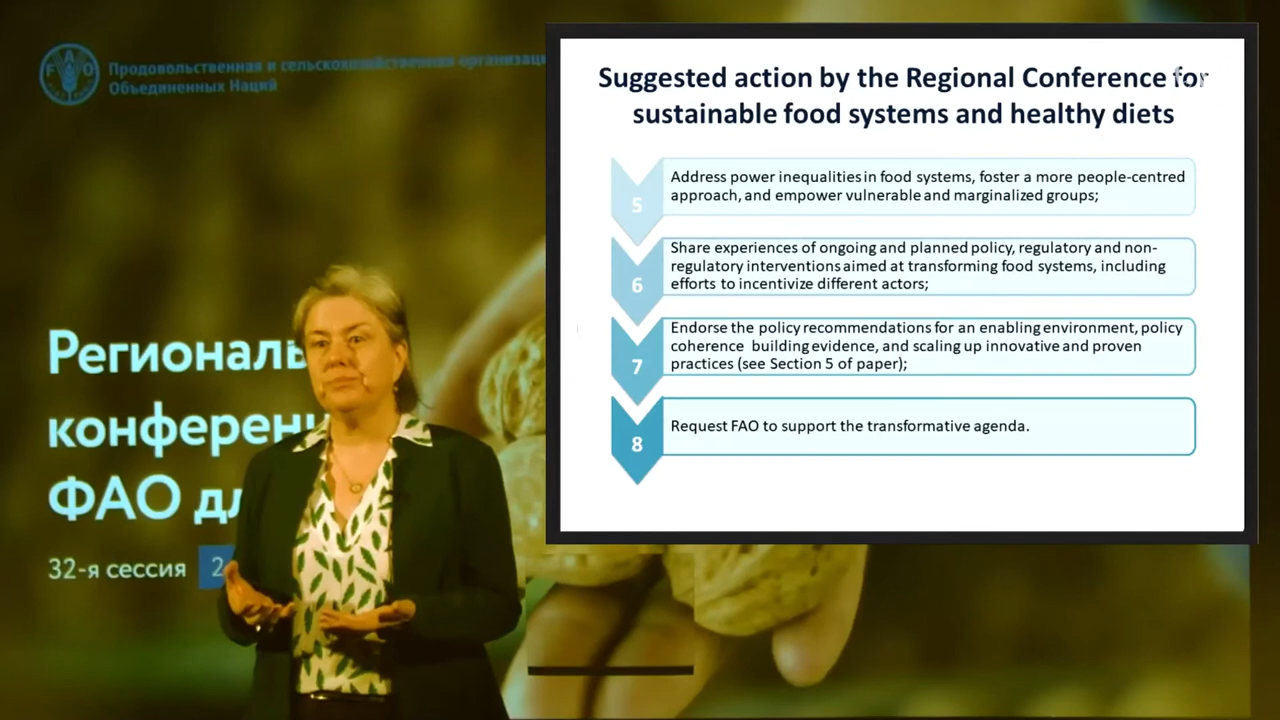 FAO
Продовольственная и сельскохозяйственная организац
Объединенных Наций
Региональ
конферен
ФАО дл
32-я сессия
2
Suggested action by the Regional Conference for
sustainable food systems and healthy diets
5
Address power inequalities in food systems, foster a more people-centred
approach, and empower vulnerable and marginalized groups;
6
Share experiences of ongoing and planned policy, regulatory and non-
regulatory interventions aimed at transforming food systems, including
efforts to incentivize different actors;
7
Endorse the policy recommendations for an enabling environment, policy
coherence building evidence, and scaling up innovative and proven
practices (see Section 5 of paper);
8
Request FAO to support the transformative agenda.